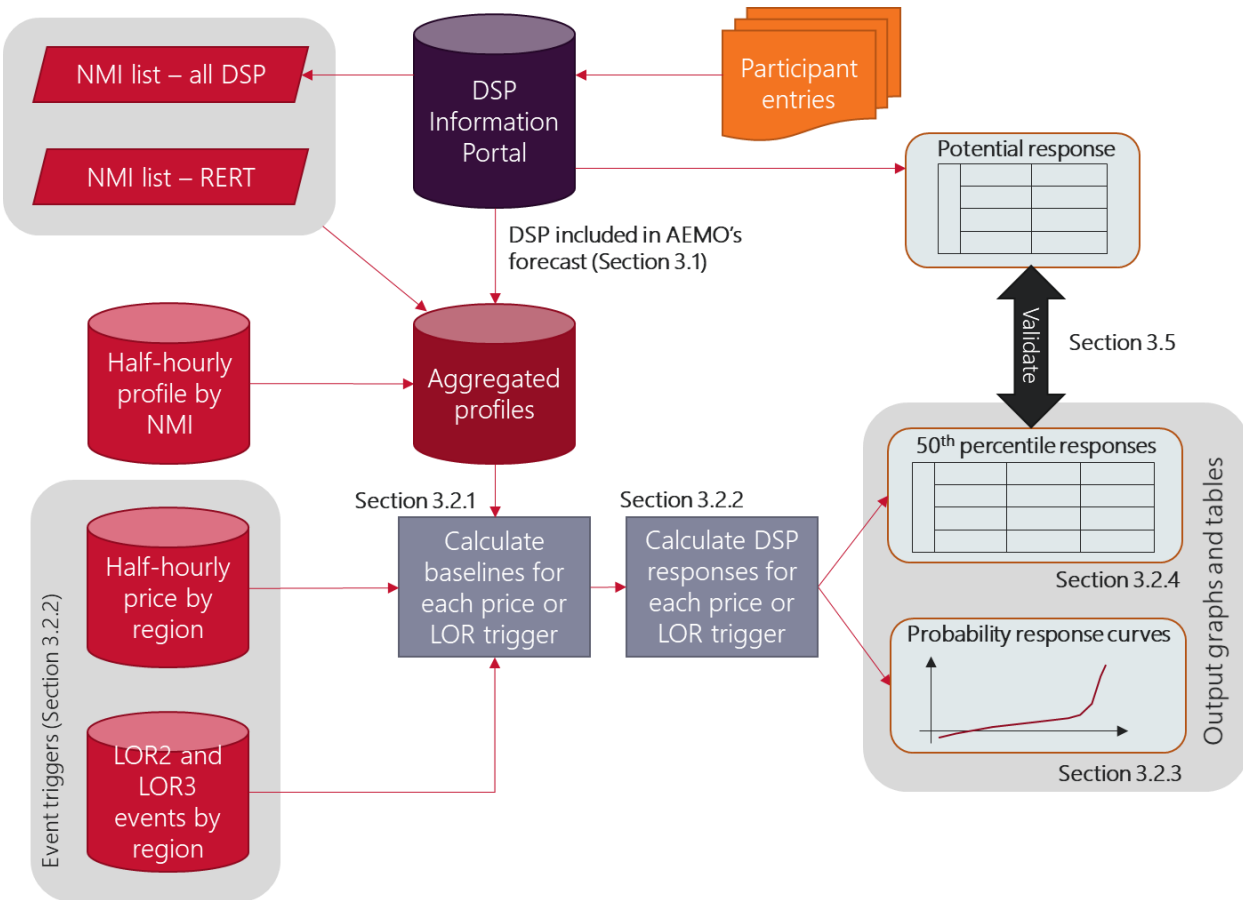 NMI list – all DSP
NMI list – RERT
DSP
Information
Portal
Participant
entries
Potential response
DSP included in AEMO's
forecast (Section 3.1)
Half-hourly
profile by
NMI
Aggregated
profiles
Validate
Section 3.5
Event triggers (Section 3.2.2)
Half-hourly
price by
region
LOR2 and
LOR3
events by
region
Section 3.2.1
Calculate
baselines for
each price or
LOR trigger
Section 3.2.2
Calculate DSP
responses for
each price or
LOR trigger
50th percentile responses
Section 3.2.4
Probability response curves
Section 3.2.3
Output graphs and tables